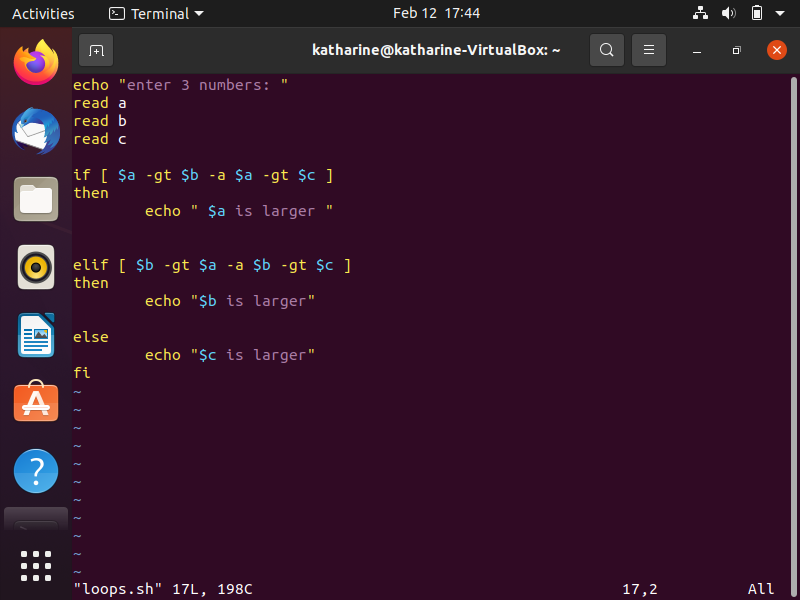 Activities Terminal Feb 12 17:44
katharine@katharine-VirtualBox: ~
echo "enter 3 numbers: "
read a
read b
read c
if [ $a -gt $b -a $a -gt $c ]
then
echo " $a is larger "
elif [ $b -gt $a -a $b -gt $c ]
then
echo "$b is larger"
else
echo "$c is larger"
fi
~
~
~
~
~
~
~
~
~
~
~
"loops.sh" 17L, 198C 17,2 All